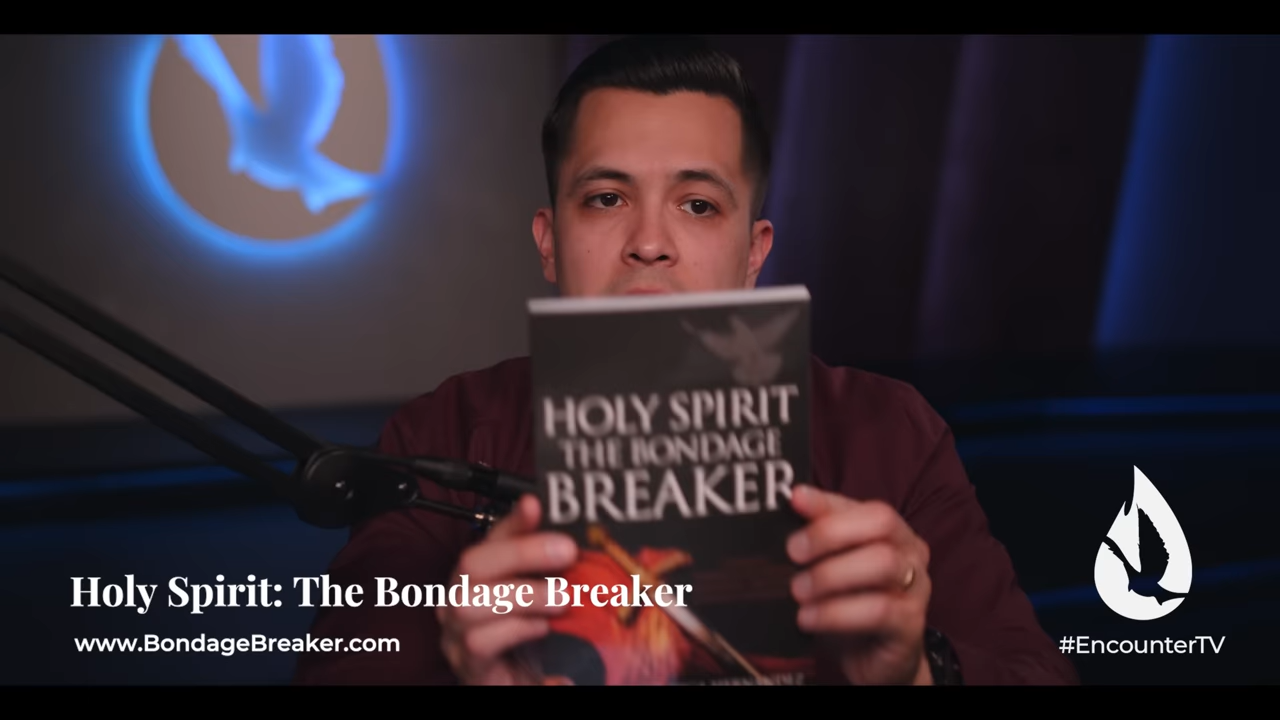 HOLY SPIRIT
THE BONDAGE
BREAKER
Holy Spirit: The Bondage Breaker
www.BondageBreaker.com
#EncounterTV